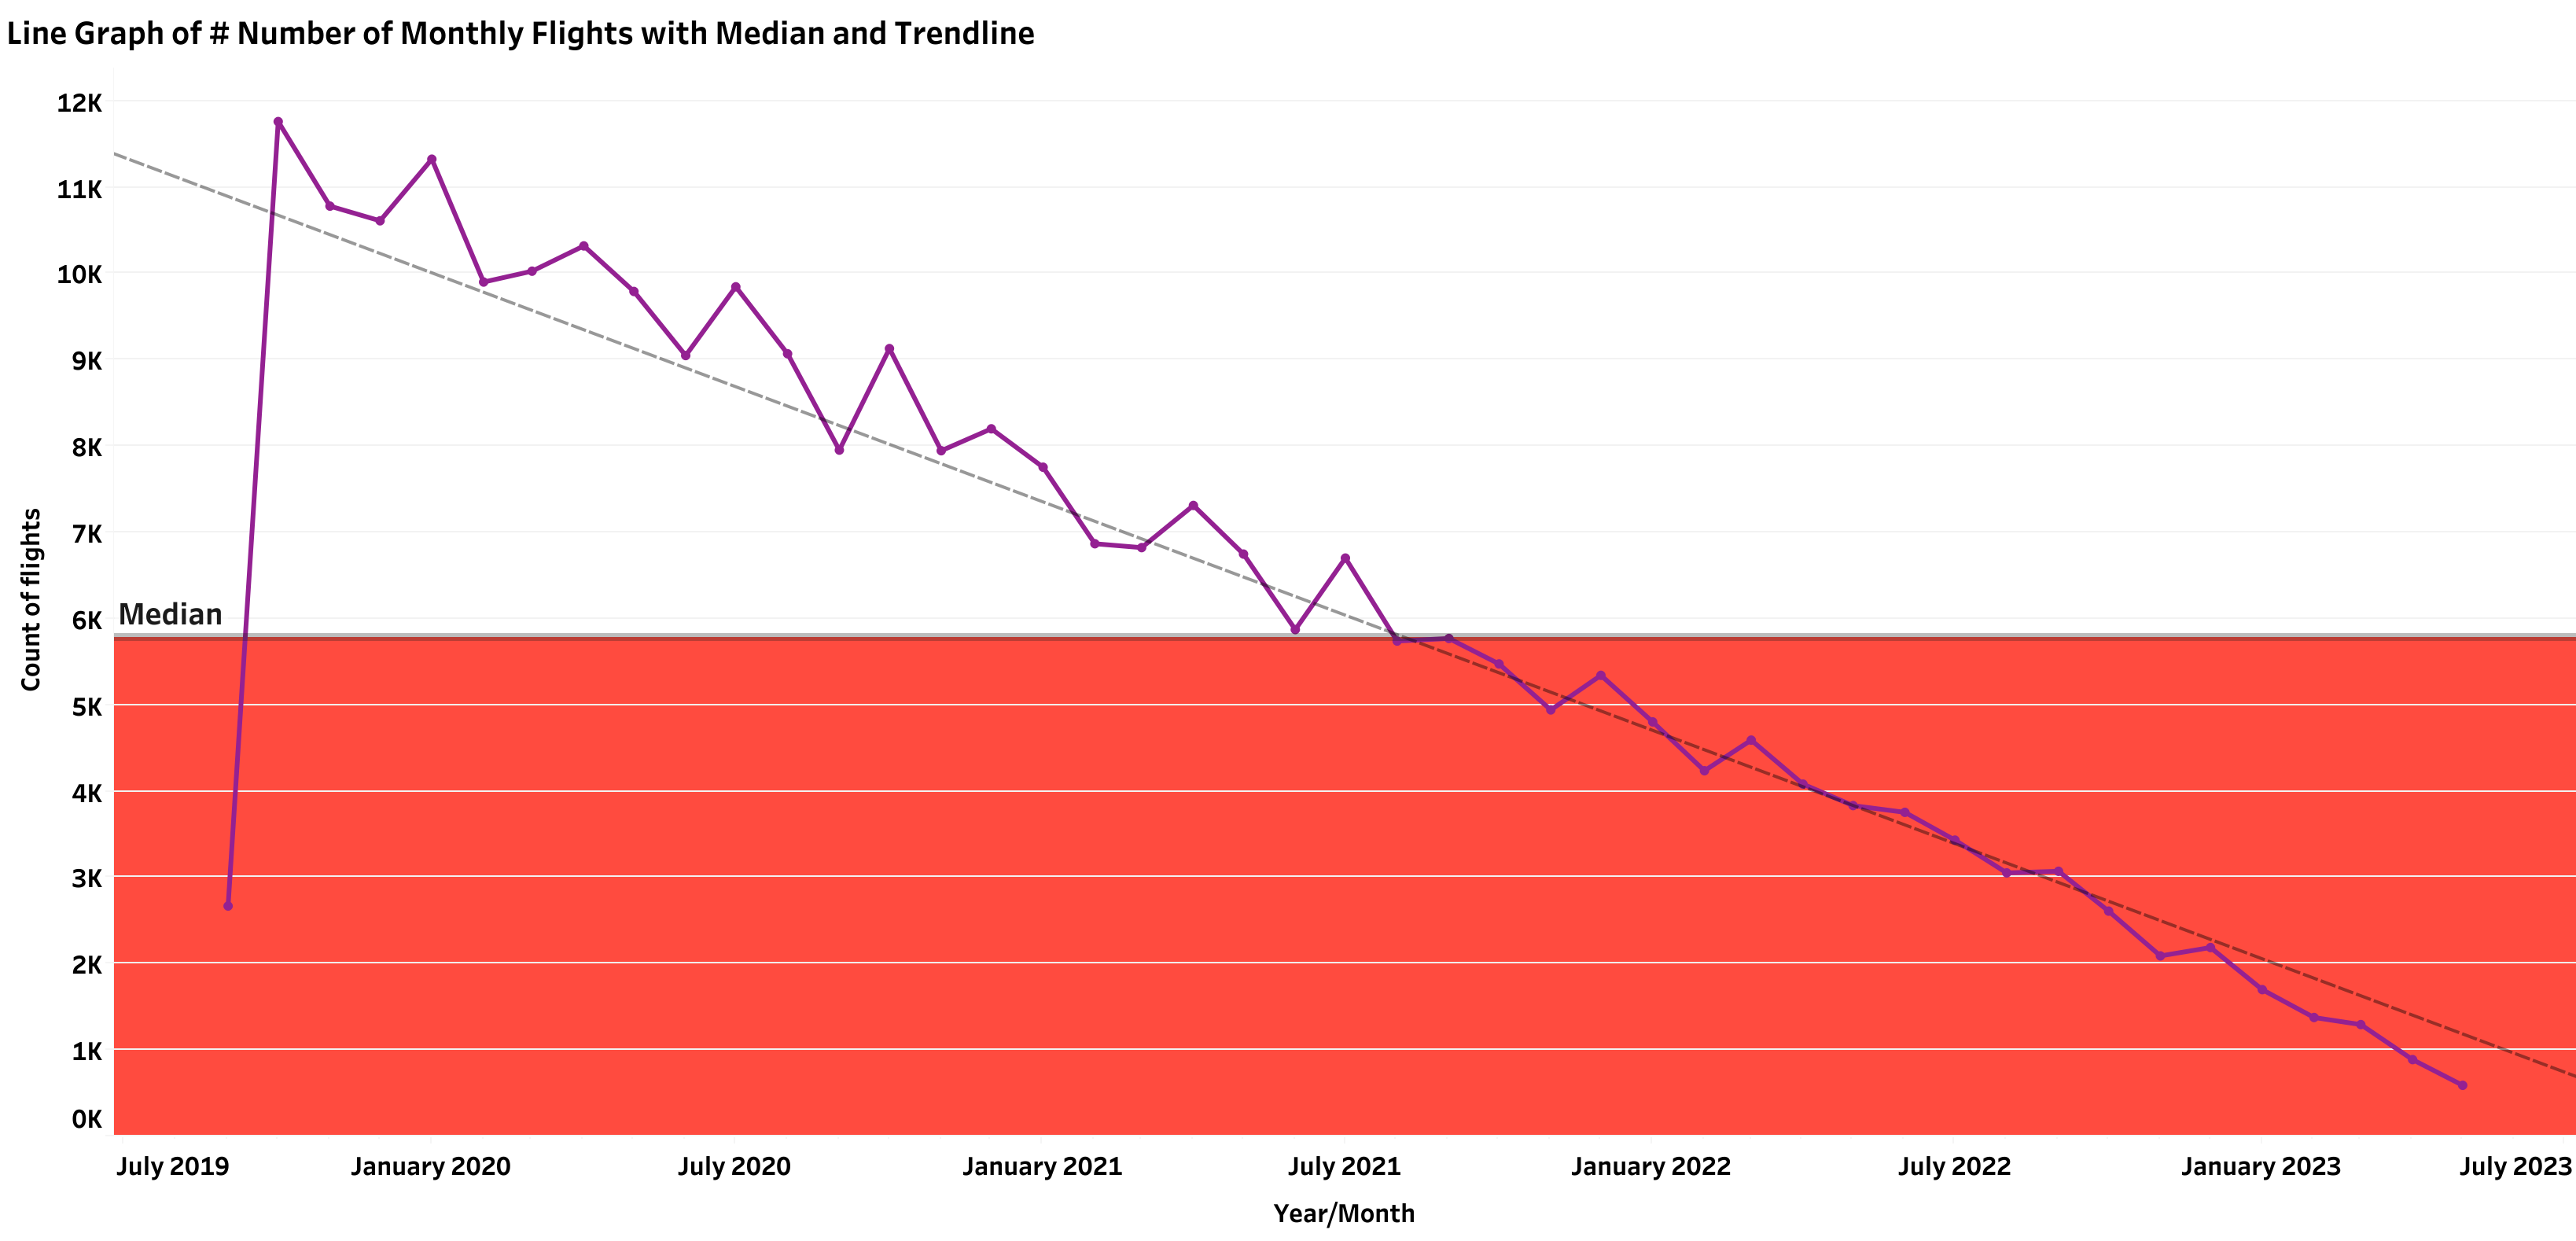 Line Graph of # Number of Monthly Flights with Median and Trendline
12K
11K
10K
9K
8K
7K
6K
5K
4K
3K
2K
1K
0K
Count of flights
Median
July 2019
January 2020
July 2020
January 2021
July 2021
January 2022
July 2022
January 2023
July 2023
Year/Month